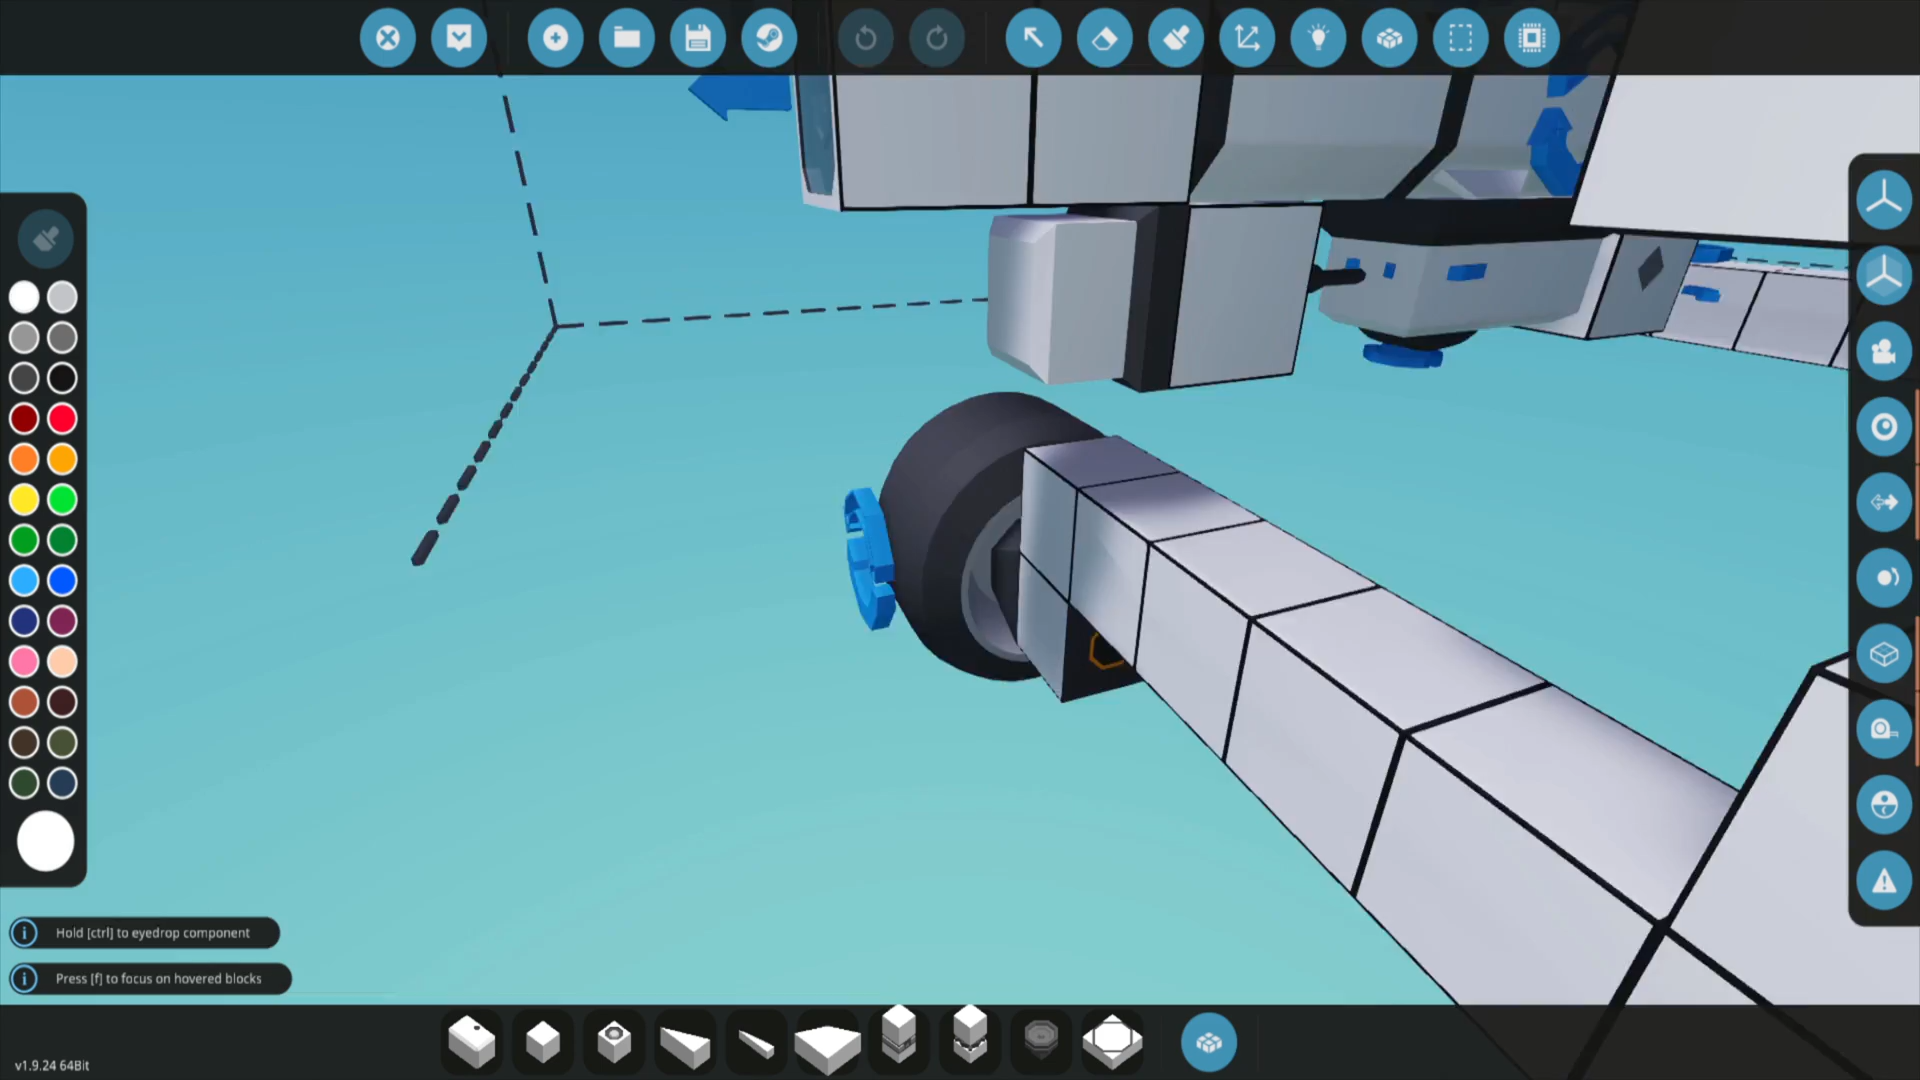 Hold [ctrl] to eyedrop component
Press [f] to focus on hovered blocks
v1.9.24 64Bit